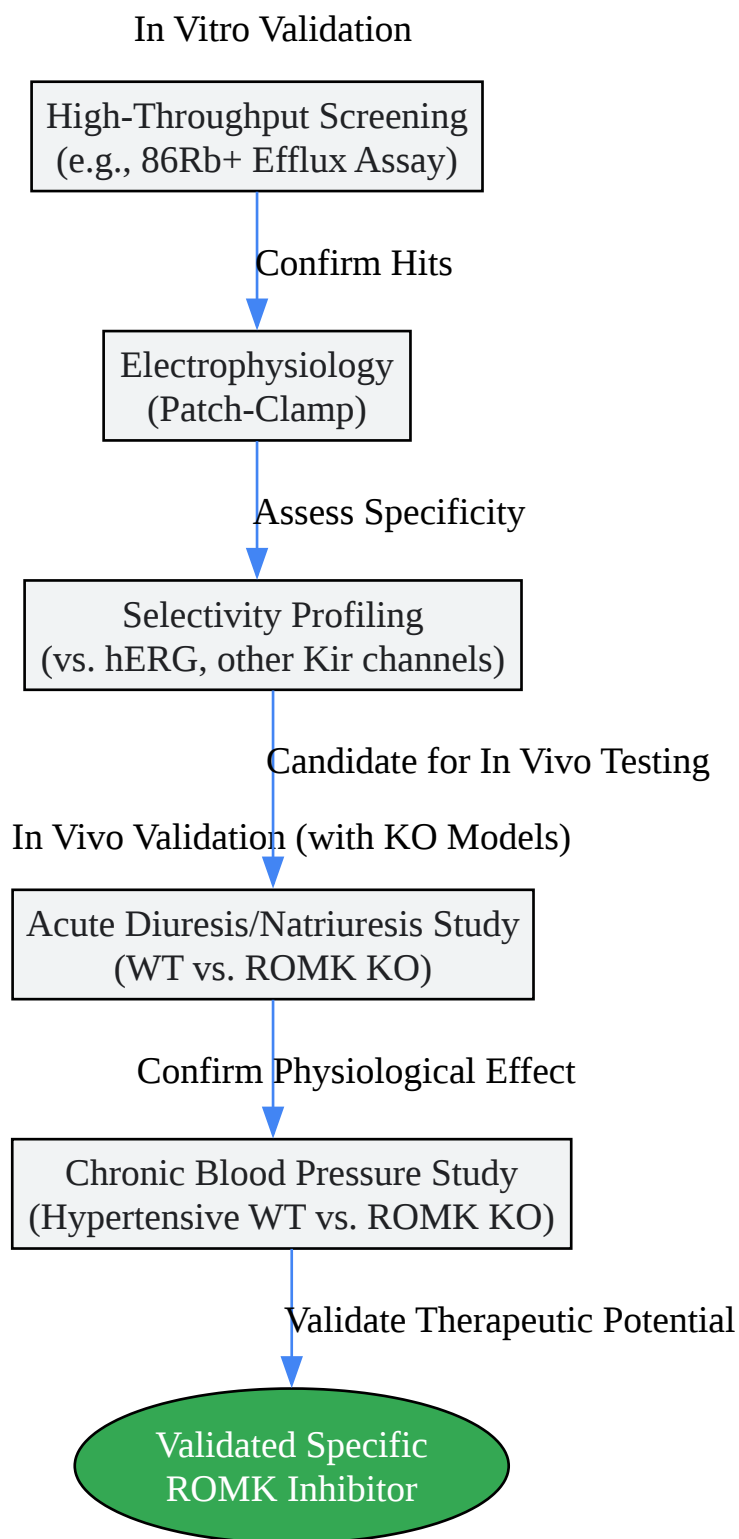 In Vitro Validation
High-Throughput Screening
(e.g., 86Rb+ Efflux Assay)
Confirm Hits
Electrophysiology
(Patch-Clamp)
Assess Specificity
Selectivity Profiling
(vs. hERG, other Kir channels)
Candidate for In Vivo Testing
In Vivo Validation (with KO Models)
Acute Diuresis/Natriuresis Study
(WT vs. ROMK KO)
Confirm Physiological Effect
Chronic Blood Pressure Study
(Hypertensive WT vs. ROMK KO)
Validate Therapeutic Potential
Validated Specific
ROMK Inhibitor